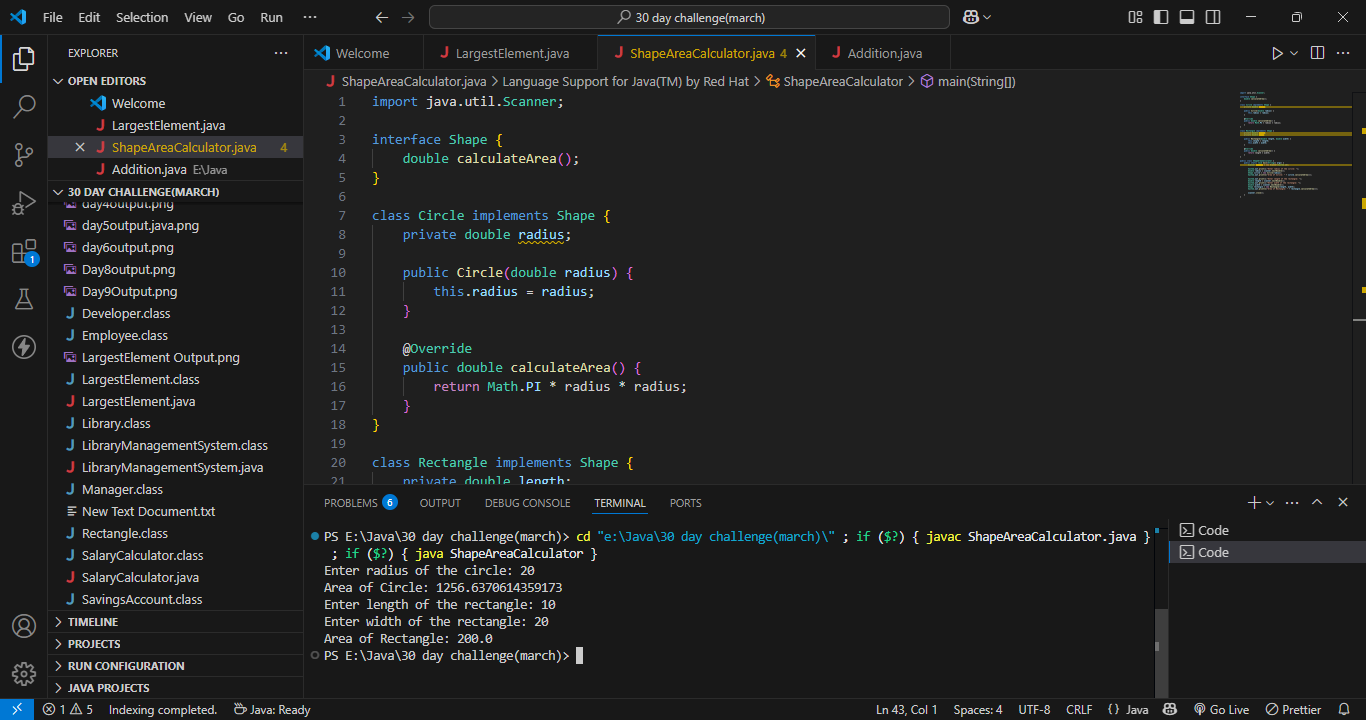 File Edit Selection View Go Run ··· 30 day challenge(march)
EXPLORER ···
OPEN EDITORS
Welcome
LargestElement.java
ShapeAreaCalculator.java 4
Addition.java E:\Java
30 DAY CHALLENGE(MARCH)
day4output.png
day5output.java.png
day6output.png
Day8output.png
Day9Output.png
Developer.class
Employee.class
LargestElement Output.png
LargestElement.class
LargestElement.java
Library.class
LibraryManagementSystem.class
LibraryManagementSystem.java
Manager.class
New Text Document.txt
Rectangle.class
SalaryCalculator.class
SalaryCalculator.java
SavingsAccount.class
TIMELINE
PROJECTS
RUN CONFIGURATION
JAVA PROJECTS
1
Welcome LargestElement.java ShapeAreaCalculator.java 4 Addition.java
ShapeAreaCalculator.java > Language Support for Java(TM) by Red Hat > ShapeAreaCalculator > main(String[])
1 import java.util.Scanner;
2
3 interface Shape {
4 double calculateArea();
5 }
6
7 class Circle implements Shape {
8 private double radius;
9
10 public Circle(double radius) {
11 this.radius = radius;
12 }
13
14 @Override
15 public double calculateArea() {
16 return Math.PI * radius * radius;
17 }
18 }
19
20 class Rectangle implements Shape {
21 private double length;
PROBLEMS 6 OUTPUT DEBUG CONSOLE TERMINAL PORTS
PS E:\Java\30 day challenge(march)> cd "e:\Java\30 day challenge(march)\" ; if ($?) { javac ShapeAreaCalculator.java }
; if ($?) { java ShapeAreaCalculator }
Enter radius of the circle: 20
Area of Circle: 1256.6370614359173
Enter length of the rectangle: 10
Enter width of the rectangle: 20
Area of Rectangle: 200.0
PS E:\Java\30 day challenge(march)>
Code
Code
1 5 Indexing completed. Java: Ready Ln 43, Col 1 Spaces: 4 UTF-8 CRLF {} Java Go Live Prettier